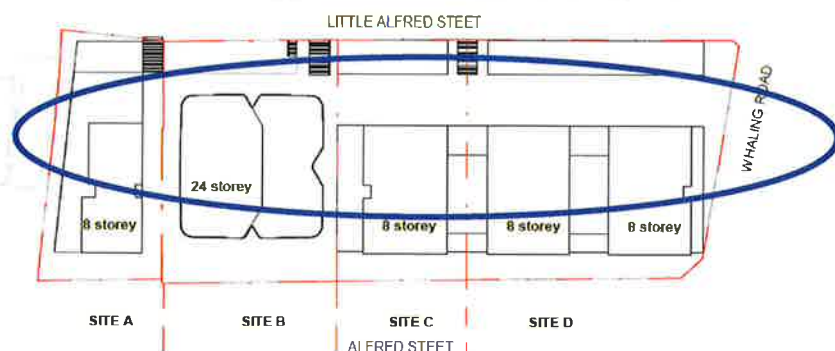 LITTLE ALFRED STEET
WHALING ROAD
24 storey
8 storey
8 storey
8 storey
8 storey
SITE A
SITE B
SITE C
SITE D
ALFRED STEET